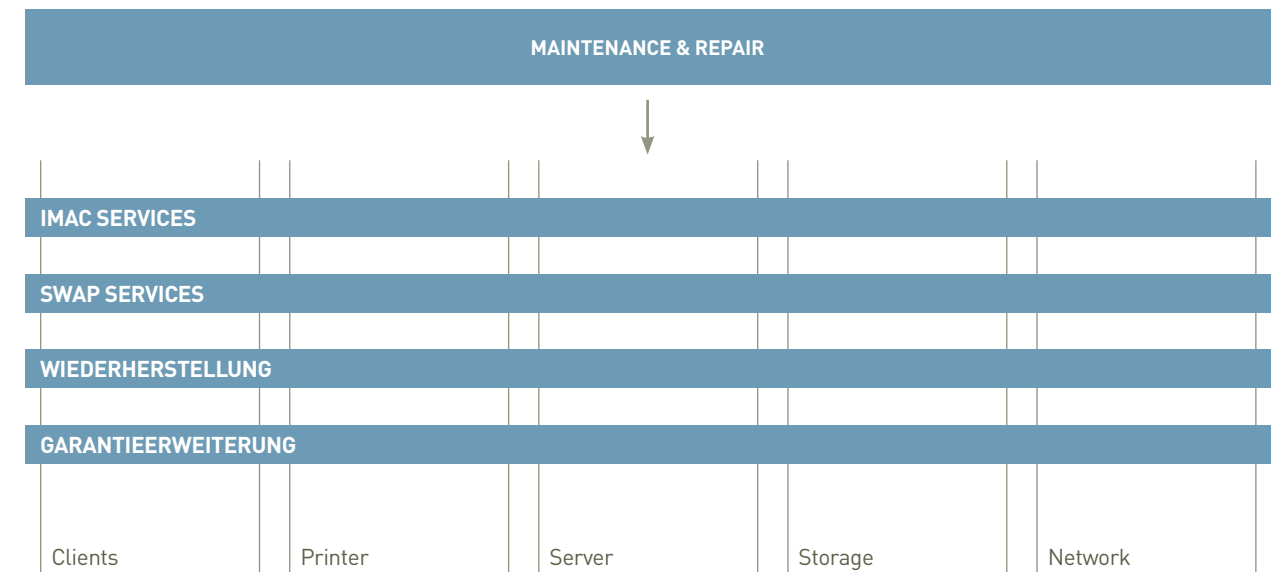 MAINTENANCE & REPAIR
IMAC SERVICES
SWAP SERVICES
WIEDERHERSTELLUNG
GARANTIEERWEITERUNG
Clients Printer Server Storage Network